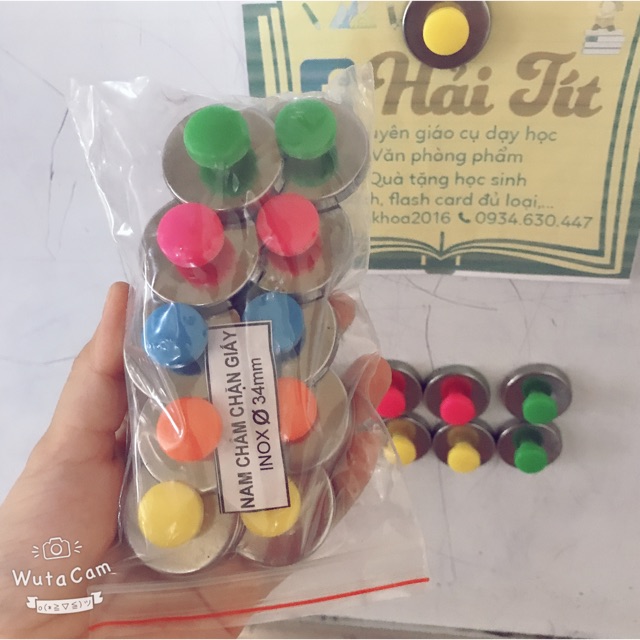 Hải Tít
uyên giáo cụ dạy học
Văn phòng phẩm
Quà tặng học sinh
h, flash card đủ loại,...
khoa2016 0934.630.447
NAM CHÂM CHẶN GIẤY
INOX Ø 34mm
WutaCam